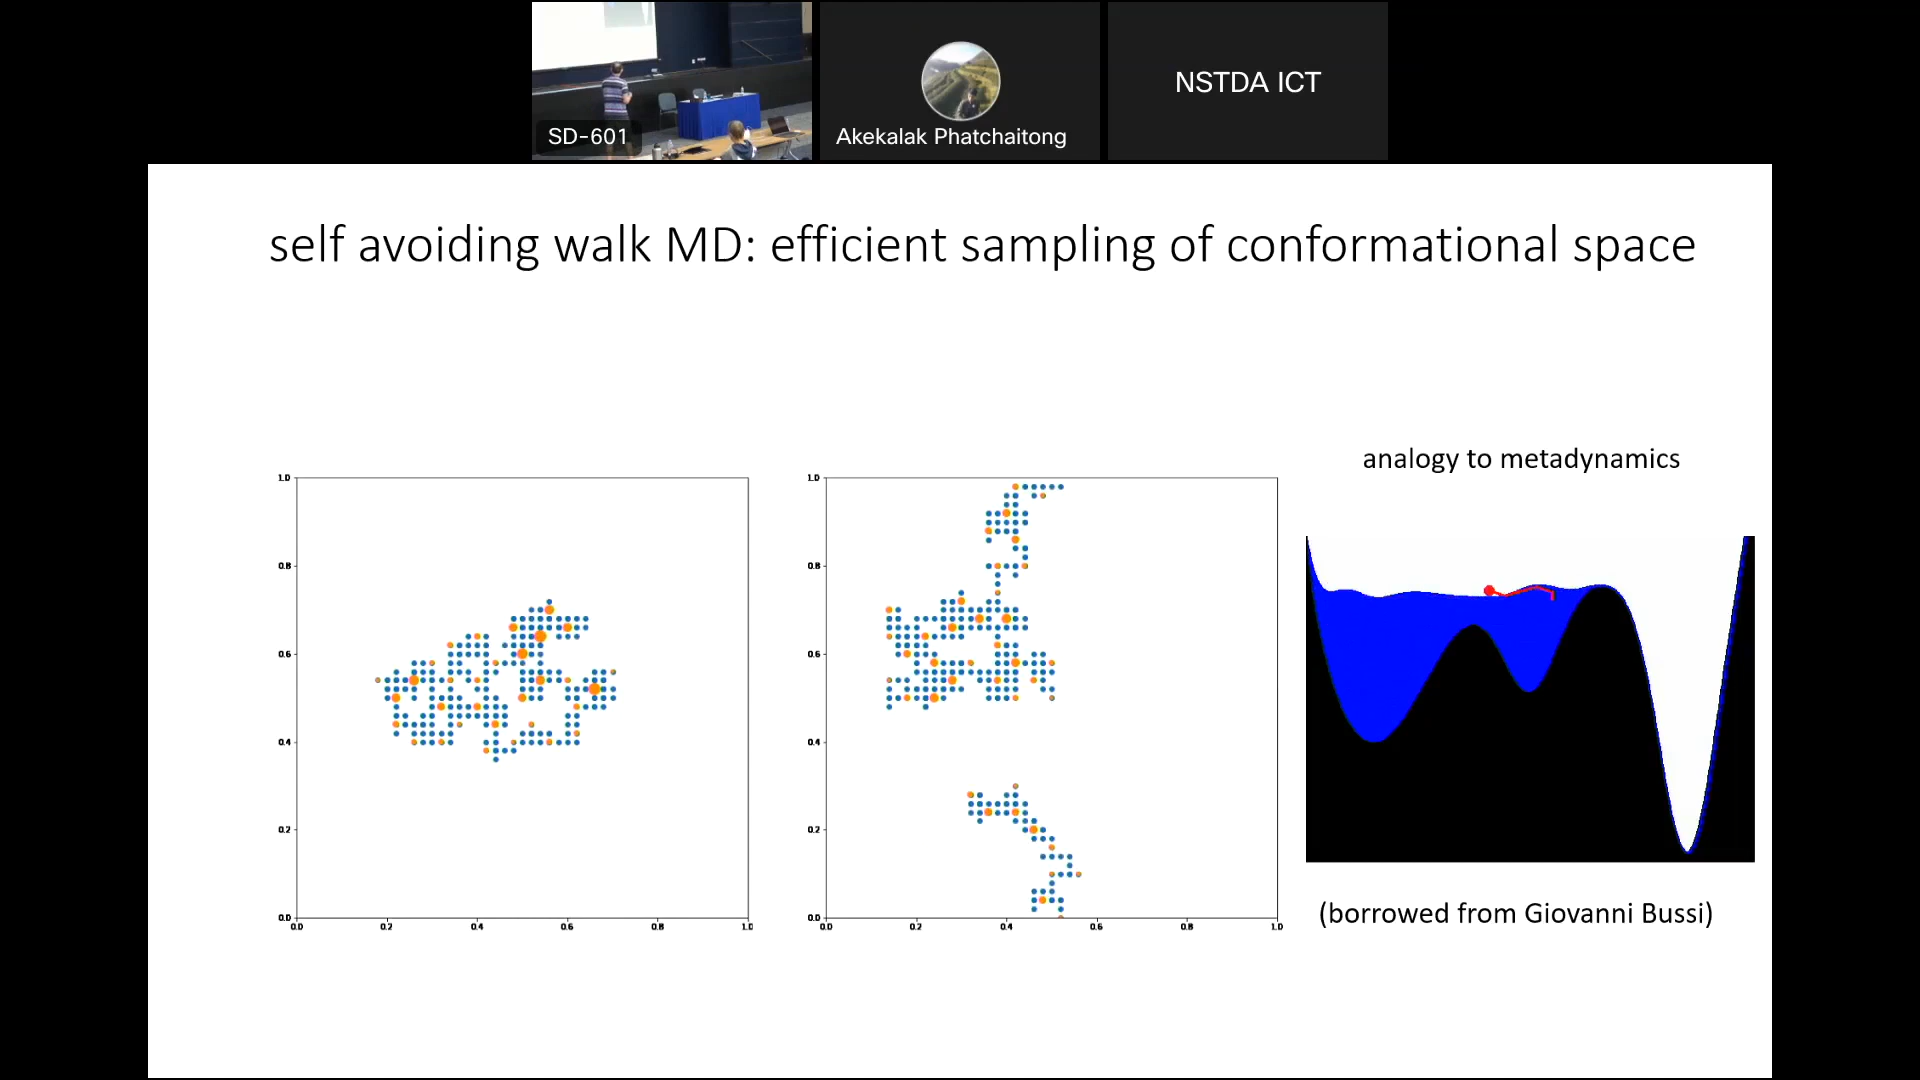 SD-601
Akekalak Phatchaitong
NSTDA ICT
self avoiding walk MD: efficient sampling of conformational space
analogy to metadynamics
1.0
0.8
0.6
0.4
0.2
0.0
0.0 0.2 0.4 0.6 0.8 1.0
1.0
0.8
0.6
0.4
0.2
0.0
0.0 0.2 0.4 0.6 0.8 1.0
(borrowed from Giovanni Bussi)